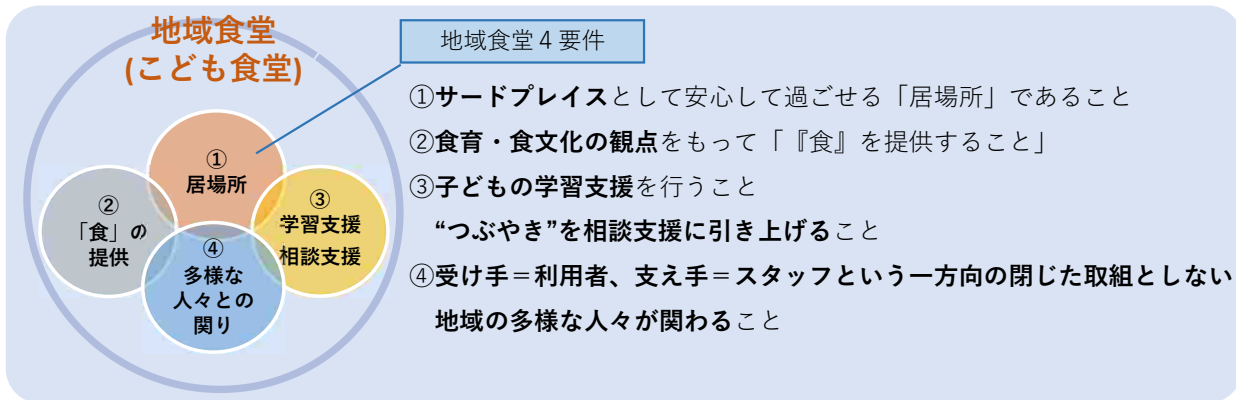 地域食堂
(こども食堂)
①
居場所
②
「食」の
提供
③
学習支援
相談支援
④
多様な
人々との
関り
地域食堂４要件
①サードプレイスとして安心して過ごせる「居場所」であること
②食育・食文化の観点をもって「『食』を提供すること」
③子どもの学習支援を行うこと
“つぶやき”を相談支援に引き上げること
④受け手＝利用者、支え手＝スタッフという一方向の閉じた取組としない
地域の多様な人々が関わること